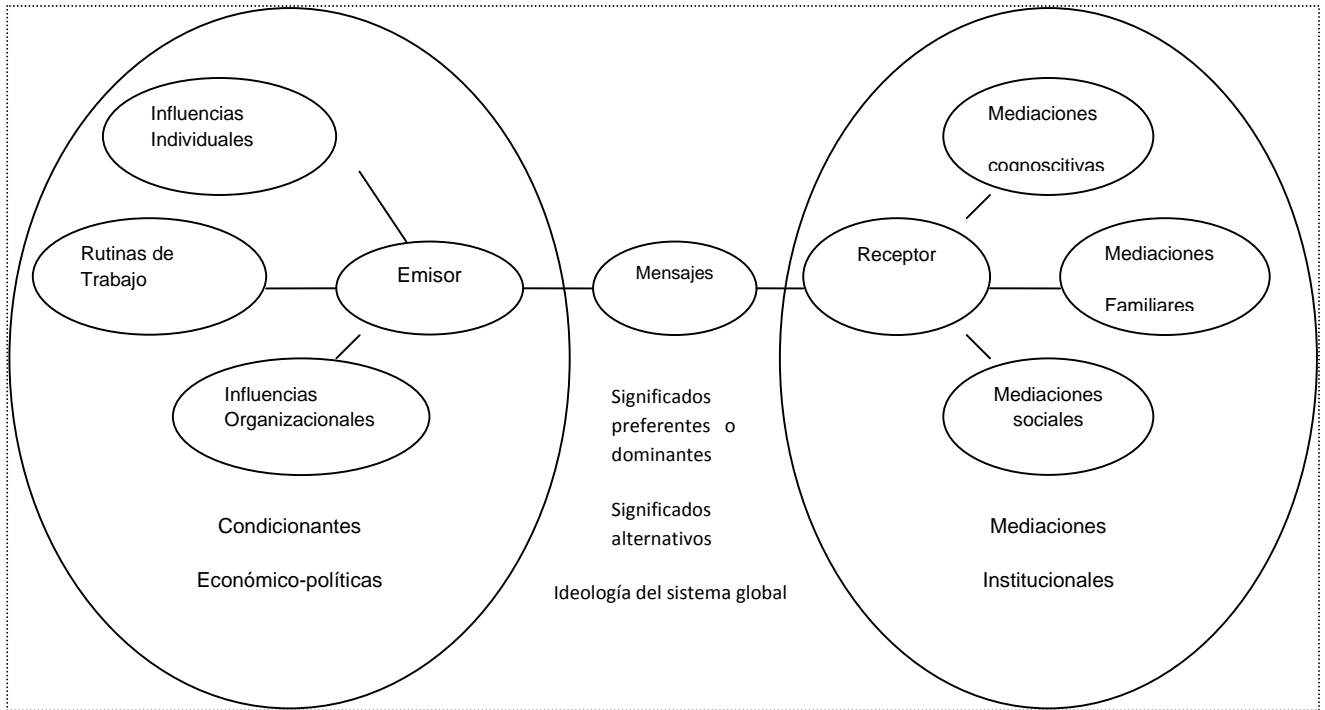 Influencias
Individuales
Rutinas de
Trabajo
Emisor
Influencias
Organizacionales
Condicionantes
Económico-políticas
Mensajes
Significados
preferentes o
dominantes
Significados
alternativos
Ideología del sistema global
Mediaciones
cognoscitivas
Receptor
Mediaciones
Familiares
Mediaciones
sociales
Mediaciones
Institucionales